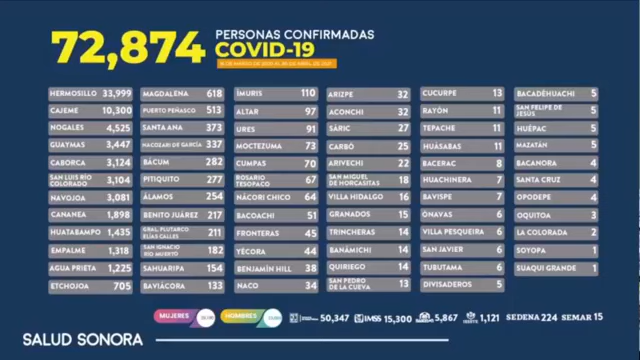 72,874 PERSONAS CONFIRMADAS
COVID-19
HERMOSILLO 33,999
CAJEME 10,300
NOGALES 4,525
GUAYMAS 3,447
CABORCA 3,124
SAN LUIS RÍO COLORADO 3,104
NAVOJOA 3,081
CANANEA 1,898
HUATABAMPO 1,435
EMPALME 1,318
AGUA PRIETA 1,225
ETCHOJOA 705
MAGDALENA 618
PUERTO PEÑASCO 513
SANTA ANA 373
NACOZARI DE GARCÍA 337
BÁCUM 282
PITIQUITO 277
ÁLAMOS 254
BENITO JUÁREZ 217
GRAL. PLUTARCO ELÍAS CALLES 211
SAN IGNACIO RÍO MUERTO 182
SAHUARIPA 154
BAVIÁCORA 133
IMURIS 110
ALTAR 97
URES 91
MOCTEZUMA 73
CUMPAS 70
ROSARIO TESOPACO 67
NÁCORI CHICO 64
BACOACHI 51
FRONTERAS 45
YÉCORA 44
BENJAMÍN HILL 38
NACO 34
ARIZPE 32
ACONCHI 32
SÁRIC 27
CARBÓ 25
ARIVECHI 22
SAN MIGUEL DE HORCASITAS 18
VILLA HIDALGO 16
GRANADOS 15
TRINCHERAS 14
BANÁMICHI 14
QUIRIEGO 14
SAN PEDRO DE LA CUEVA 13
CUCURPE 13
RAYÓN 11
TEPACHE 11
HUÁSABAS 11
BACERAC 8
HUACHINERA 7
BAVISPE 7
ÓNAVAS 6
VILLA PESQUEIRA 6
SAN JAVIER 6
TUBUTAMA 6
DIVISADEROS 5
BACADÉHUACHI 5
SAN FELIPE DE JESÚS 5
HUÉPAC 5
MAZATÁN 5
BACANORA 4
SANTA CRUZ 4
OPODEPE 4
OQUITOA 3
LA COLORADA 2
SOYOPA 1
SUAQUI GRANDE 1
MUJERES HOMBRES 50,347 IMSS 15,300 5,867 ISSSTE 1,121 SEDENA 224 SEMAR 15
SALUD SONORA